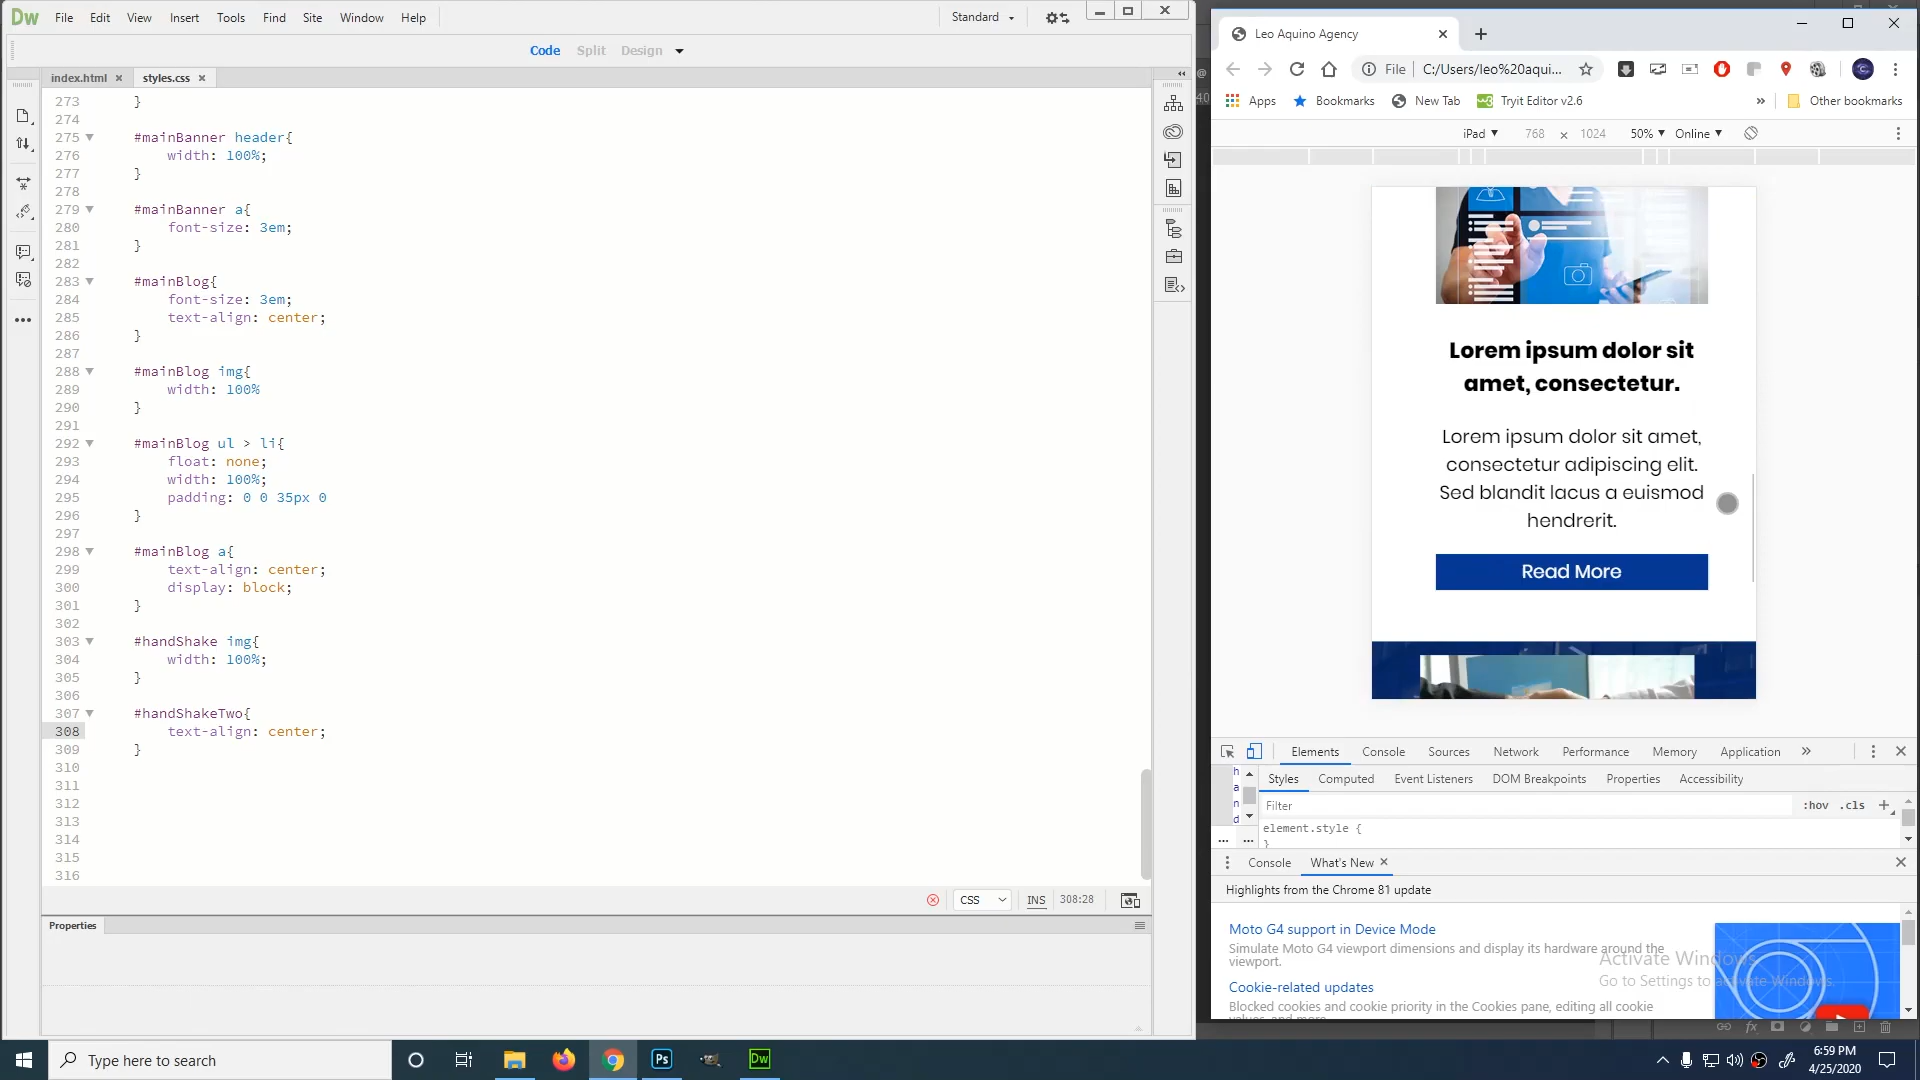 Dw File Edit View Insert Tools Find Site Window Help
Standard
Code Split Design
index.html
styles.css
273 }
274
275 #mainBanner header{
276 width: 100%;
277 }
278
279 #mainBanner a{
280 font-size: 3em;
281 }
282
283 #mainBlog{
284 font-size: 3em;
285 text-align: center;
286 }
287
288 #mainBlog img{
289 width: 100%
290 }
291
292 #mainBlog ul > li{
293 float: none;
294 width: 100%;
295 padding: 0 0 35px 0
296 }
297
298 #mainBlog a{
299 text-align: center;
300 display: block;
301 }
302
303 #handShake img{
304 width: 100%;
305 }
306
307 #handShakeTwo{
308 text-align: center;
309 }
310
311
312
313
314
315
316
CSS INS 308:28
Properties
Leo Aquino Agency
File C:/Users/leo%20aqui...
Apps Bookmarks New Tab Tryit Editor v2.6 » Other bookmarks
iPad 768 × 1024 50% Online
Lorem ipsum dolor sit
amet, consectetur.
Lorem ipsum dolor sit amet,
consectetur adipiscing elit.
Sed blandit lacus a euismod
hendrerit.
Read More
Elements Console Sources Network Performance Memory Application »
Styles Computed Event Listeners DOM Breakpoints Properties Accessibility
Filter :hov .cls +
element.style {
}
h
a
n
d
... ...
Console What's New
Highlights from the Chrome 81 update
Moto G4 support in Device Mode
Simulate Moto G4 viewport dimensions and display its hardware around the
viewport.
Cookie-related updates
Blocked cookies and cookie priority in the Cookies pane, editing all cookie
Activate Windows
Go to Settings to activate Windows.
Type here to search
Ps
Dw
6:59 PM
4/25/2020